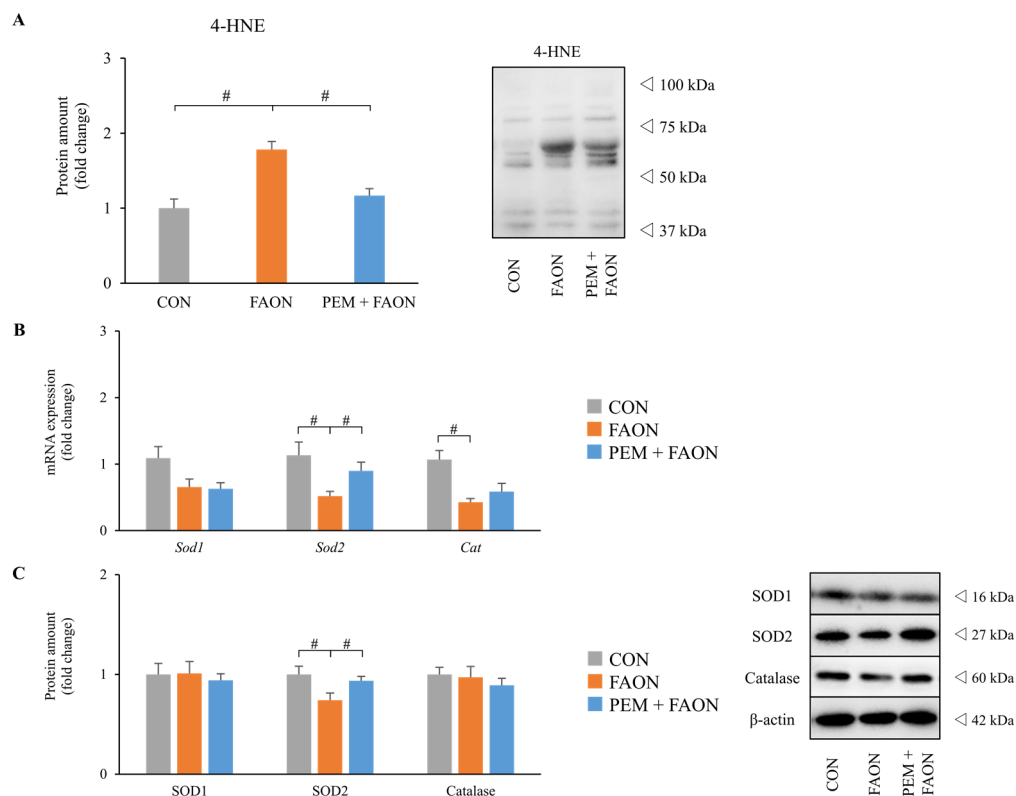 A
4-HNE
Protein amount
(fold change)
3
2
1
0
#
#
CON
FAON
PEM + FAON
4-HNE
◁ 100 kDa
◁ 75 kDa
◁ 50 kDa
◁ 37 kDa
CON
FAON
PEM +
FAON
B
mRNA expression
(fold change)
3
2
1
0
#
#
#
Sod1
Sod2
Cat
CON
FAON
PEM + FAON
C
Protein amount
(fold change)
2
1
0
#
#
SOD1
SOD2
Catalase
CON
FAON
PEM + FAON
SOD1
◁ 16 kDa
SOD2
◁ 27 kDa
Catalase
◁ 60 kDa
β-actin
◁ 42 kDa
CON
FAON
PEM +
FAON